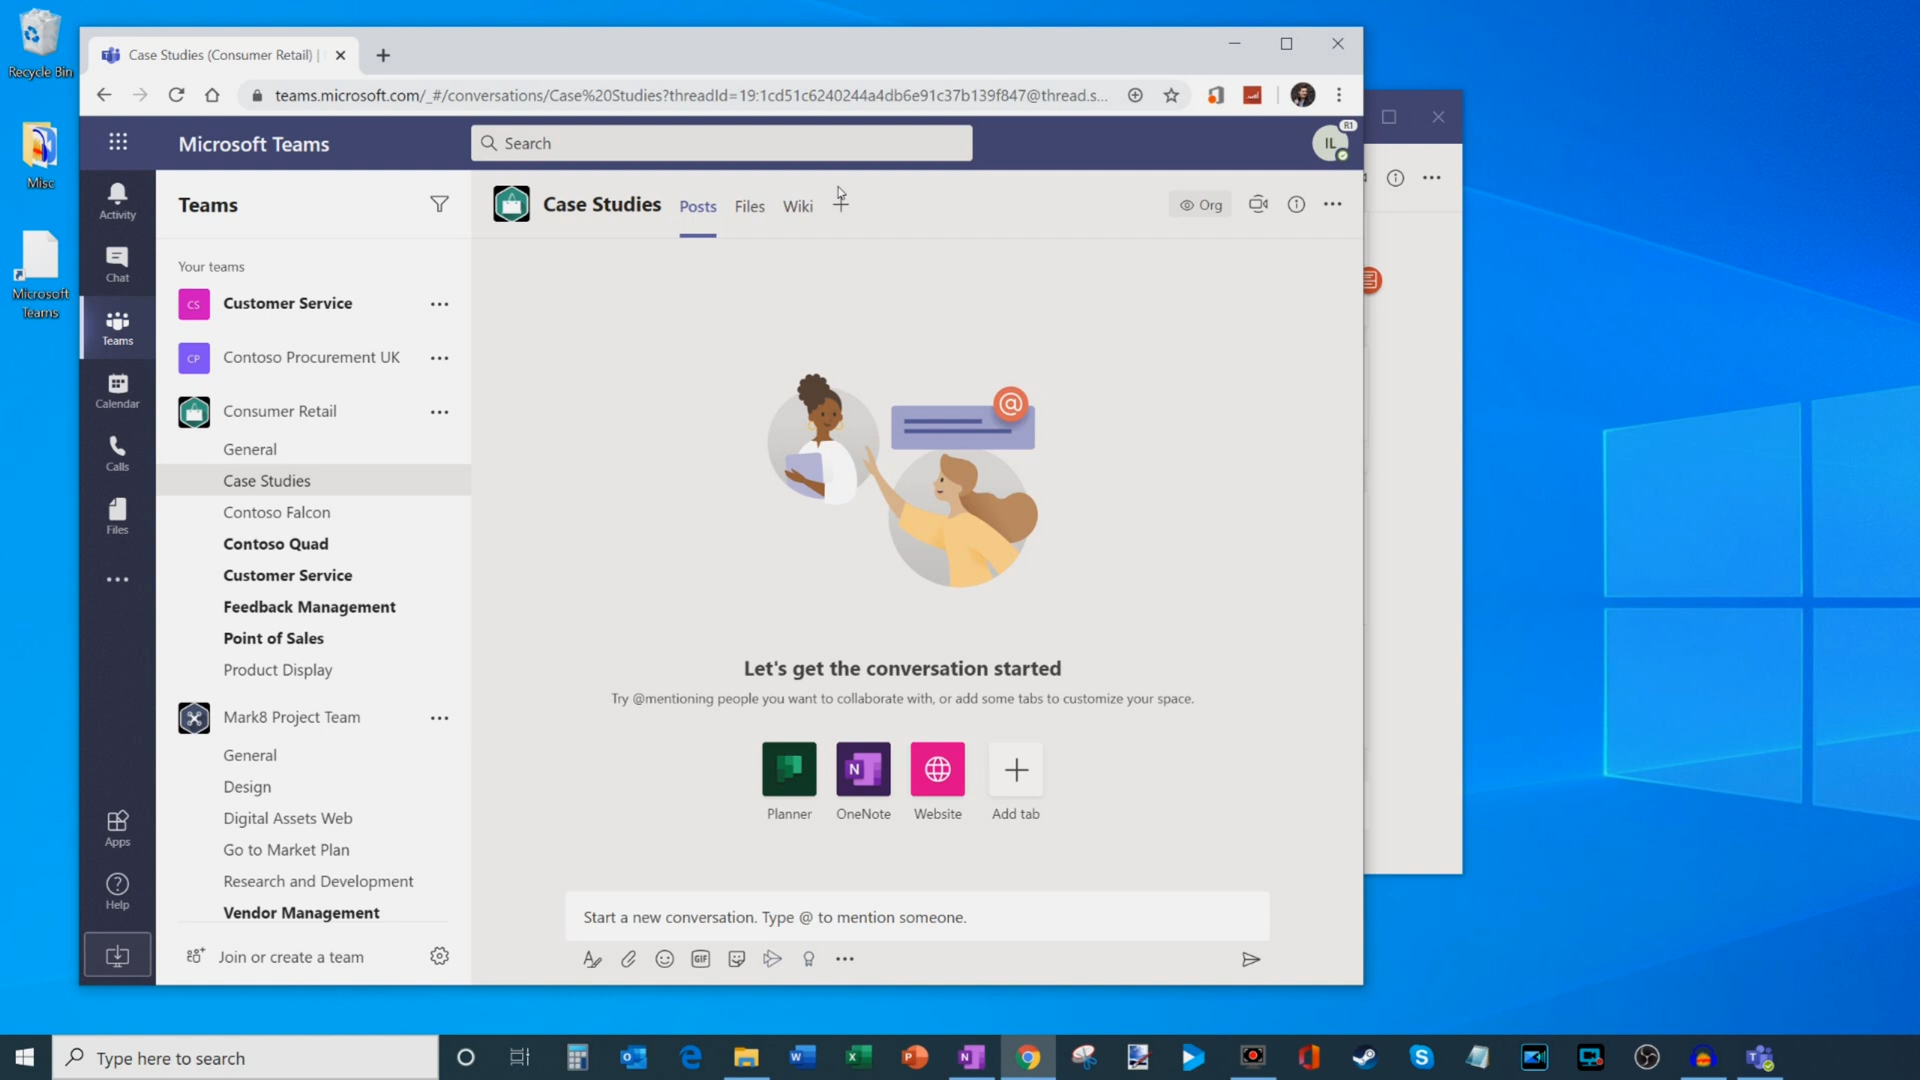 Recycle Bin
Misc
Microsoft
Teams
Case Studies (Consumer Retail) |
teams.microsoft.com/_#/conversations/Case%20Studies?threadId=19:1cd51c6240244a4db6e91c37b139f847@thread.s...
Microsoft Teams
Search
IL
R1
Activity
Chat
Teams
Calendar
Calls
Files
Apps
Help
Teams
Your teams
CS
Customer Service
CP
Contoso Procurement UK
Consumer Retail
General
Case Studies
Contoso Falcon
Contoso Quad
Customer Service
Feedback Management
Point of Sales
Product Display
Mark8 Project Team
General
Design
Digital Assets Web
Go to Market Plan
Research and Development
Vendor Management
Join or create a team
Case Studies
Posts
Files
Wiki
Org
@
Let's get the conversation started
Try @mentioning people you want to collaborate with, or add some tabs to customize your space.
N
Planner
OneNote
Website
Add tab
Start a new conversation. Type @ to mention someone.
GIF
Type here to search